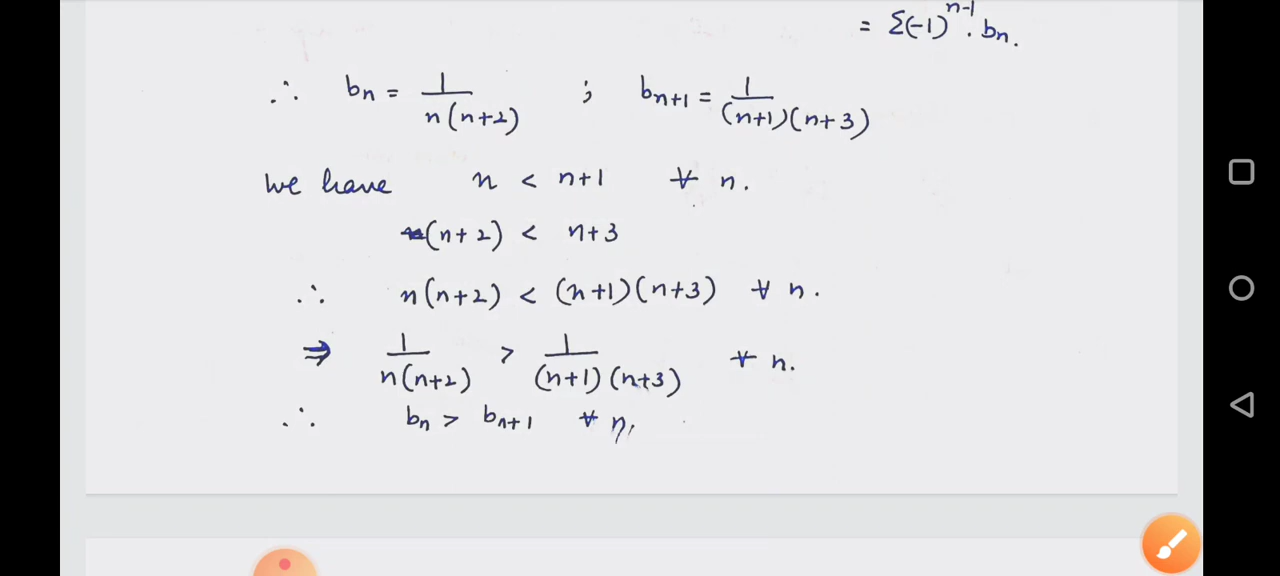 = Σ(-1)^{n-1}. bₙ.
∴ bₙ = 1/n(n+2) ; bₙ₊₁ = 1/(n+1)(n+3)
we have n < n+1 ∀ n.
(n+2) < n+3
∴ n(n+2) < (n+1)(n+3) ∀ n.
⇒ 1/n(n+2) > 1/(n+1)(n+3) ∀ n.
∴ bₙ > bₙ₊₁ ∀ n.